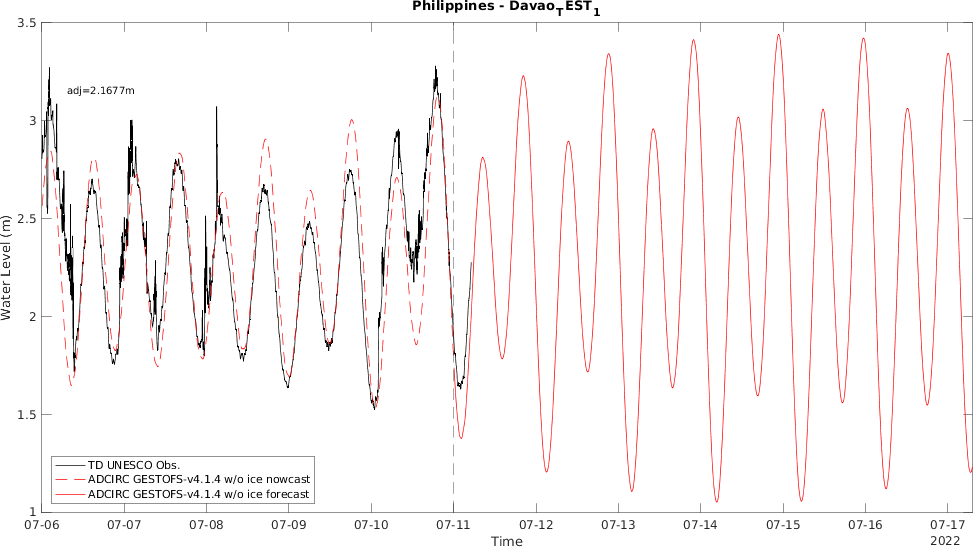 Philippines - Davao_TEST_1
3.5
adj=2.1677m
3
2.5
Water Level (m)
2
1.5
TD UNESCO Obs.
ADCIRC GESTOFS-v4.1.4 w/o ice nowcast
ADCIRC GESTOFS-v4.1.4 w/o ice forecast
1
07-06 07-07 07-08 07-09 07-10 07-11 07-12 07-13 07-14 07-15 07-16 07-17
Time 2022